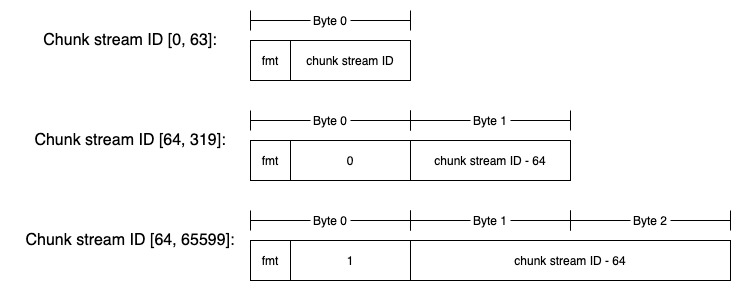 Byte 0
Chunk stream ID [0, 63]:
fmt
chunk stream ID
Byte 0
Byte 1
Chunk stream ID [64, 319]:
fmt
0
chunk stream ID - 64
Byte 0
Byte 1
Byte 2
Chunk stream ID [64, 65599]:
fmt
1
chunk stream ID - 64